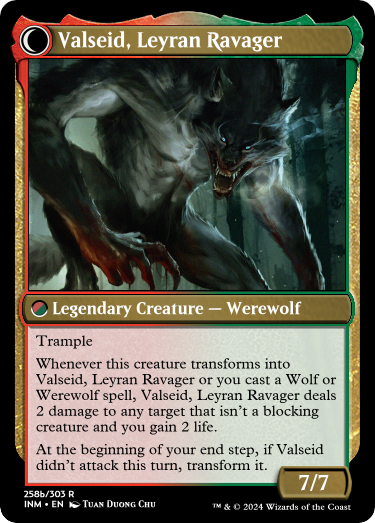 Valseid, Leyran Ravager
Legendary Creature — Werewolf
Trample
Whenever this creature transforms into
Valseid, Leyran Ravager or you cast a Wolf or
Werewolf spell, Valseid, Leyran Ravager deals
2 damage to any target that isn't a blocking
creature and you gain 2 life.
At the beginning of your end step, if Valseid
didn't attack this turn, transform it.
7/7
258b/303 R
INM • EN Tuan Duong Chu
™ & © 2024 Wizards of the Coast